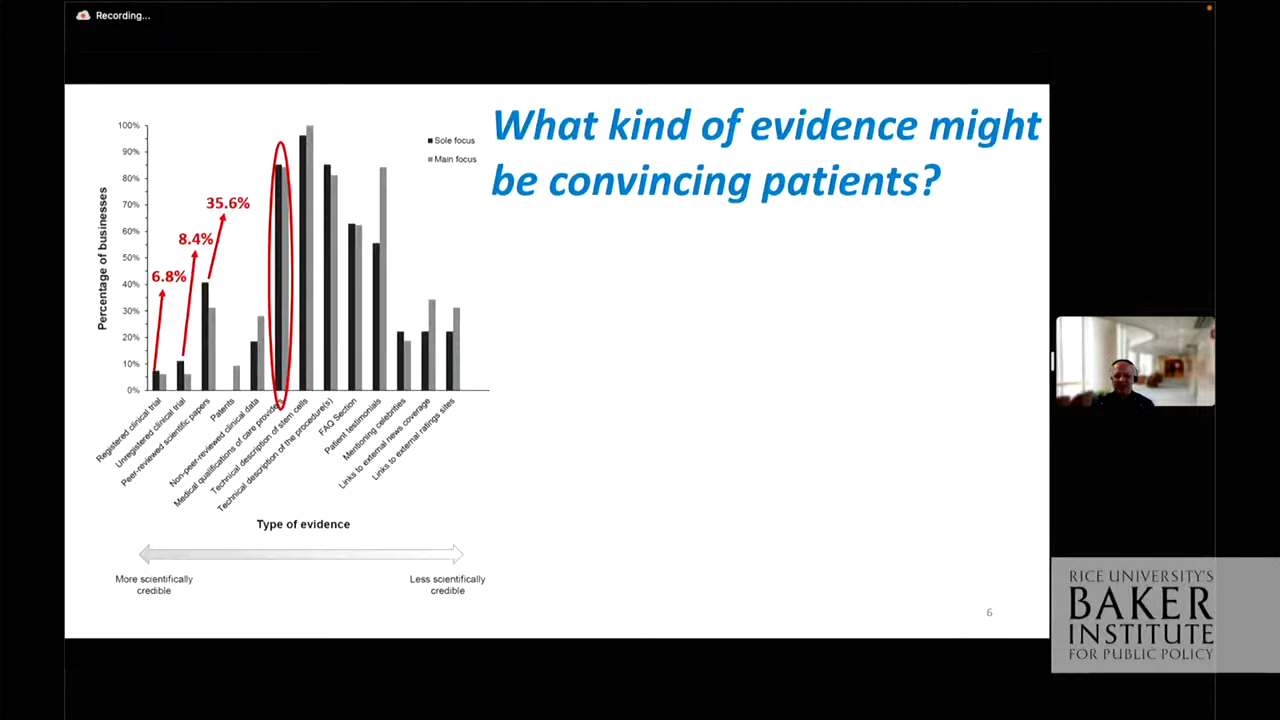 Recording...
What kind of evidence might
be convincing patients?
Sole focus
Main focus
Percentage of businesses
100%
90%
80%
70%
60%
50%
40%
30%
20%
10%
0%
6.8%
8.4%
35.6%
Registered clinical trial
Unregistered clinical trial
Peer-reviewed scientific papers
Patents
Non-peer-reviewed clinical data
Medical qualifications of care providers
Technical description of stem cells
Technical description of the procedure(s)
FAQ Section
Patient testimonials
Mentioning celebrities
Links to external news coverage
Links to external ratings sites
Type of evidence
More scientifically
credible
Less scientifically
credible
6
RICE UNIVERSITY'S
BAKER
INSTITUTE
FOR PUBLIC POLICY